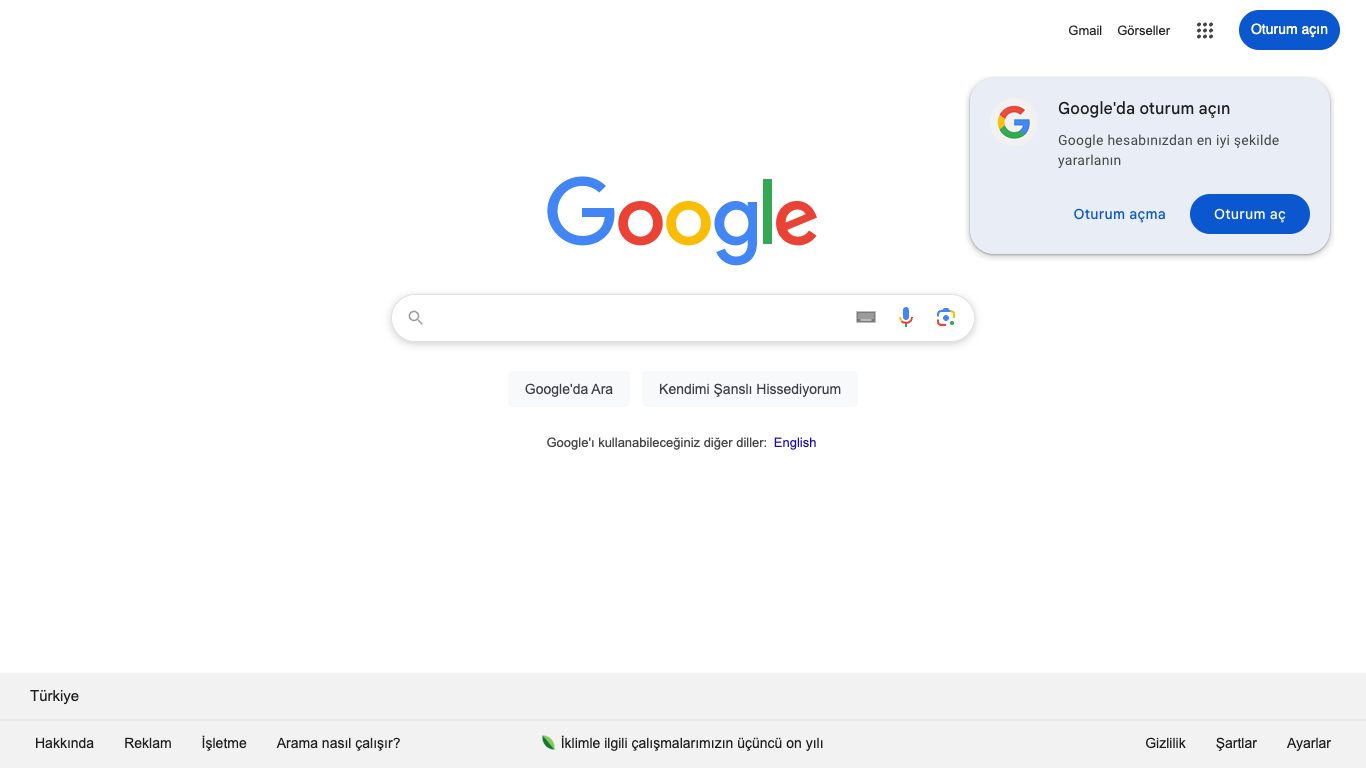 Gmail Görseller Oturum açın
Google'da oturum açın
Google hesabınızdan en iyi şekilde
yararlanın
Oturum açma Oturum aç
Google
Google'da Ara Kendimi Şanslı Hissediyorum
Google'ı kullanabileceğiniz diğer diller: English
Türkiye
Hakkında Reklam İşletme Arama nasıl çalışır? İklimle ilgili çalışmalarımızın üçüncü on yılı Gizlilik Şartlar Ayarlar